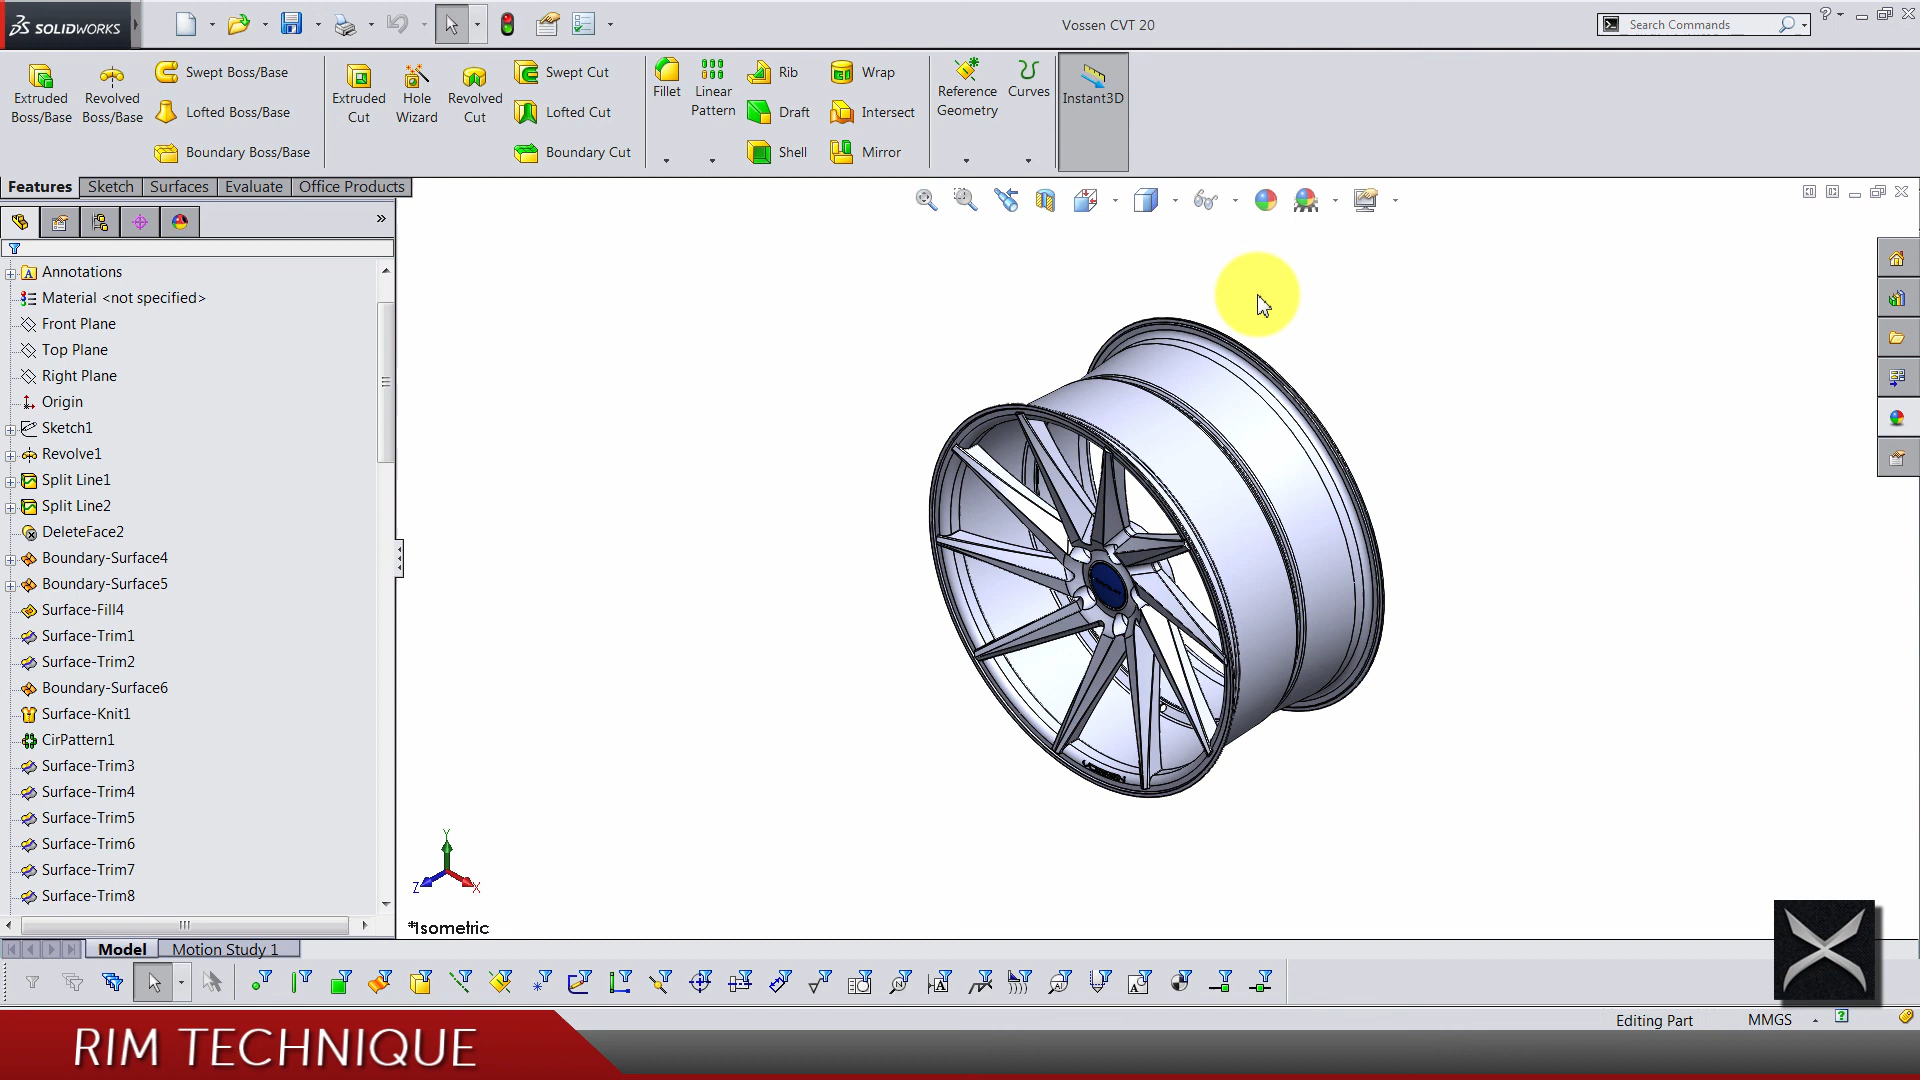 SOLIDWORKS
Vossen CVT 20
Search Commands
Extruded Boss/Base
Revolved Boss/Base
Swept Boss/Base
Lofted Boss/Base
Boundary Boss/Base
Extruded Cut
Hole Wizard
Revolved Cut
Swept Cut
Lofted Cut
Boundary Cut
Fillet
Linear Pattern
Rib
Draft
Shell
Wrap
Intersect
Mirror
Reference Geometry
Curves
Instant3D
Features
Sketch
Surfaces
Evaluate
Office Products
Annotations
Material <not specified>
Front Plane
Top Plane
Right Plane
Origin
Sketch1
Revolve1
Split Line1
Split Line2
DeleteFace2
Boundary-Surface4
Boundary-Surface5
Surface-Fill4
Surface-Trim1
Surface-Trim2
Boundary-Surface6
Surface-Knit1
CirPattern1
Surface-Trim3
Surface-Trim4
Surface-Trim5
Surface-Trim6
Surface-Trim7
Surface-Trim8
Y
Z
X
*Isometric
Model
Motion Study 1
Editing Part
MMGS
RIM TECHNIQUE